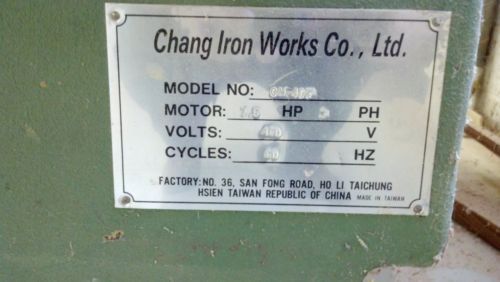 Chang Iron Works Co., Ltd.
MODEL NO:
MOTOR: HP PH
VOLTS: V
CYCLES: 60 HZ
FACTORY: NO. 36, SAN FONG ROAD, HO LI TAICHUNG
HSIEN TAIWAN REPUBLIC OF CHINA MADE IN TAIWAN